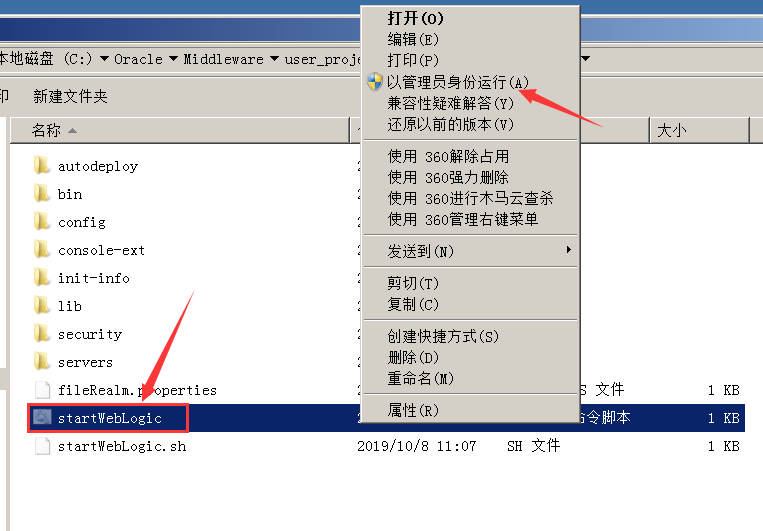 本地磁盘 (C:) Oracle Middleware user_proje
印 新建文件夹
名称 大小
autodeploy
bin
config
console-ext
init-info
lib
security
servers
fileRealm.properties S 文件 1 KB
startWebLogic 命令脚本 1 KB
startWebLogic.sh 2019/10/8 11:07 SH 文件 1 KB
打开(O)
编辑(E)
打印(P)
以管理员身份运行(A)
兼容性疑难解答(Y)
还原以前的版本(V)
使用 360解除占用
使用 360强力删除
使用 360进行木马云查杀
使用 360管理右键菜单
发送到(N)
剪切(T)
复制(C)
创建快捷方式(S)
删除(D)
重命名(M)
属性(R)